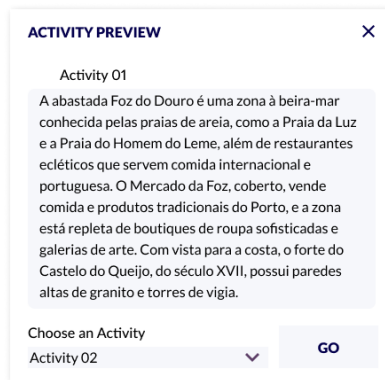 ACTIVITY PREVIEW
Activity 01
A abastada Foz do Douro é uma zona à beira-mar
conhecida pelas praias de areia, como a Praia da Luz
e a Praia do Homem do Leme, além de restaurantes
ecléticos que servem comida internacional e
portuguesa. O Mercado da Foz, coberto, vende
comida e produtos tradicionais do Porto, e a zona
está repleta de boutiques de roupa sofisticadas e
galerias de arte. Com vista para a costa, o forte do
Castelo do Queijo, do século XVII, possui paredes
altas de granito e torres de vigia.
Choose an Activity
Activity 02
GO